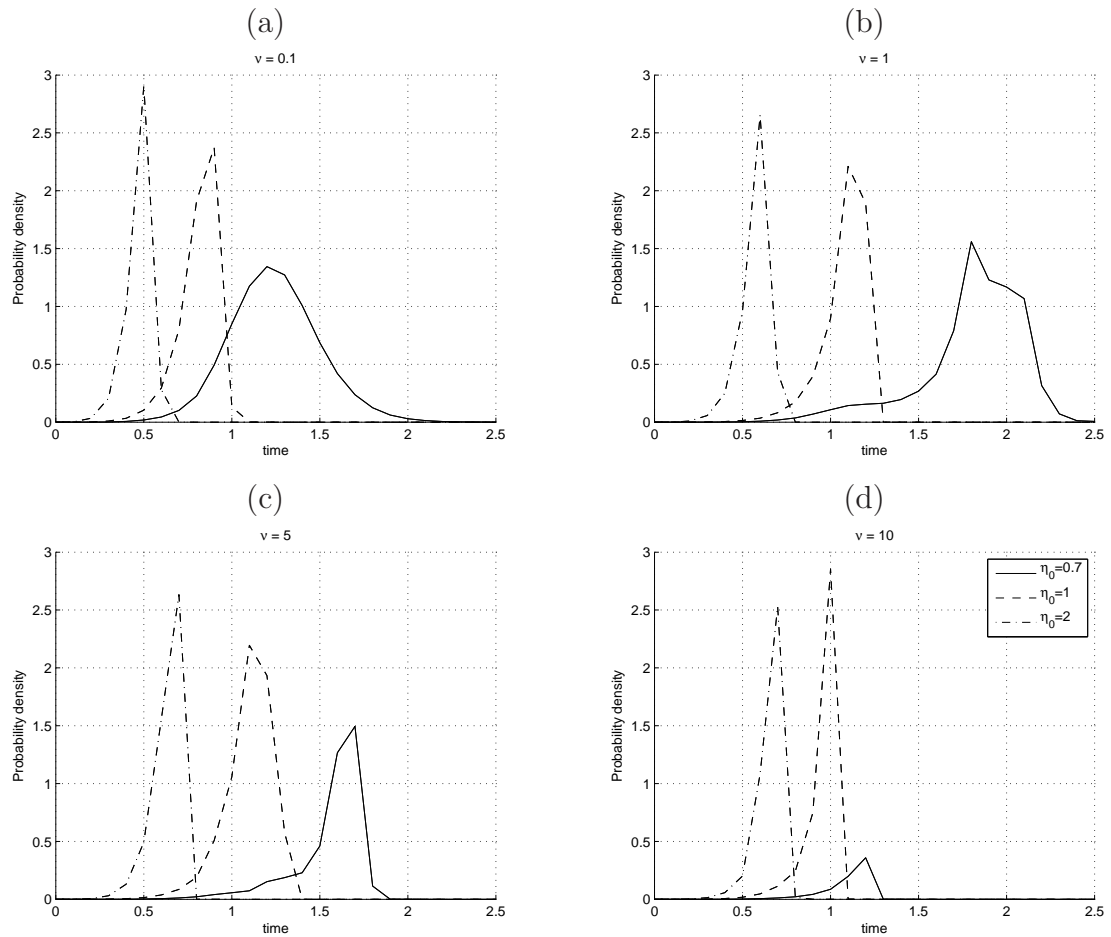 (a)
ν = 0.1
3
2.5
2
1.5
1
0.5
0
Probability density
0 0.5 1 1.5 2 2.5
time
(b)
ν = 1
3
2.5
2
1.5
1
0.5
0
Probability density
0 0.5 1 1.5 2 2.5
time
(c)
ν = 5
3
2.5
2
1.5
1
0.5
0
Probability density
0 0.5 1 1.5 2 2.5
time
(d)
ν = 10
3
2.5
2
1.5
1
0.5
0
Probability density
η₀=0.7
η₀=1
η₀=2
0 0.5 1 1.5 2 2.5
time